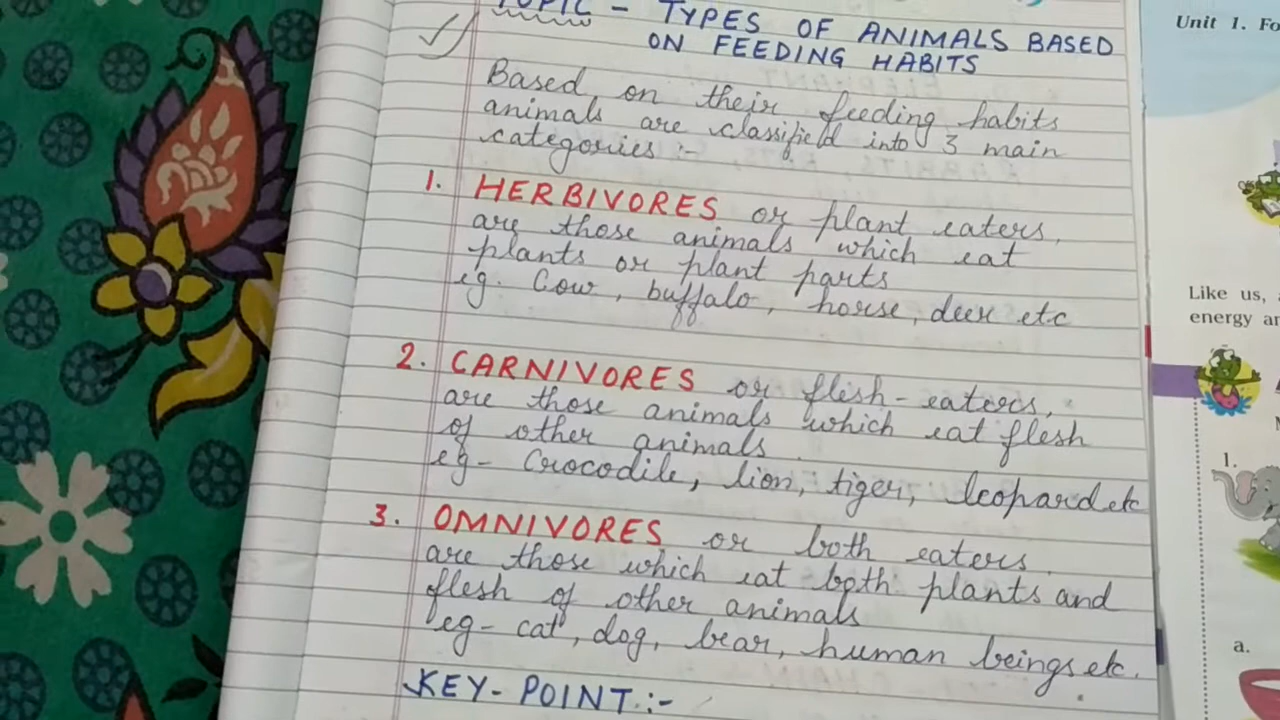 TOPIC - TYPES OF ANIMALS BASED
ON FEEDING HABITS
Based on their feeding habits
animals are classified into 3 main
categories :-
1. HERBIVORES or plant eaters,
are those animals which eat
plants or plant parts
eg. Cow, buffalo, horse, deer etc
2. CARNIVORES or flesh-eaters,
are those animals which eat flesh
of other animals.
eg- Crocodile, lion, tiger, leopard etc
3. OMNIVORES or both eaters.
are those which eat both plants and
flesh of other animals
eg- cat, dog, bear, human beings etc.
KEY-POINT:-
Unit 1. Fo
Like us,
energy an
1.
a.